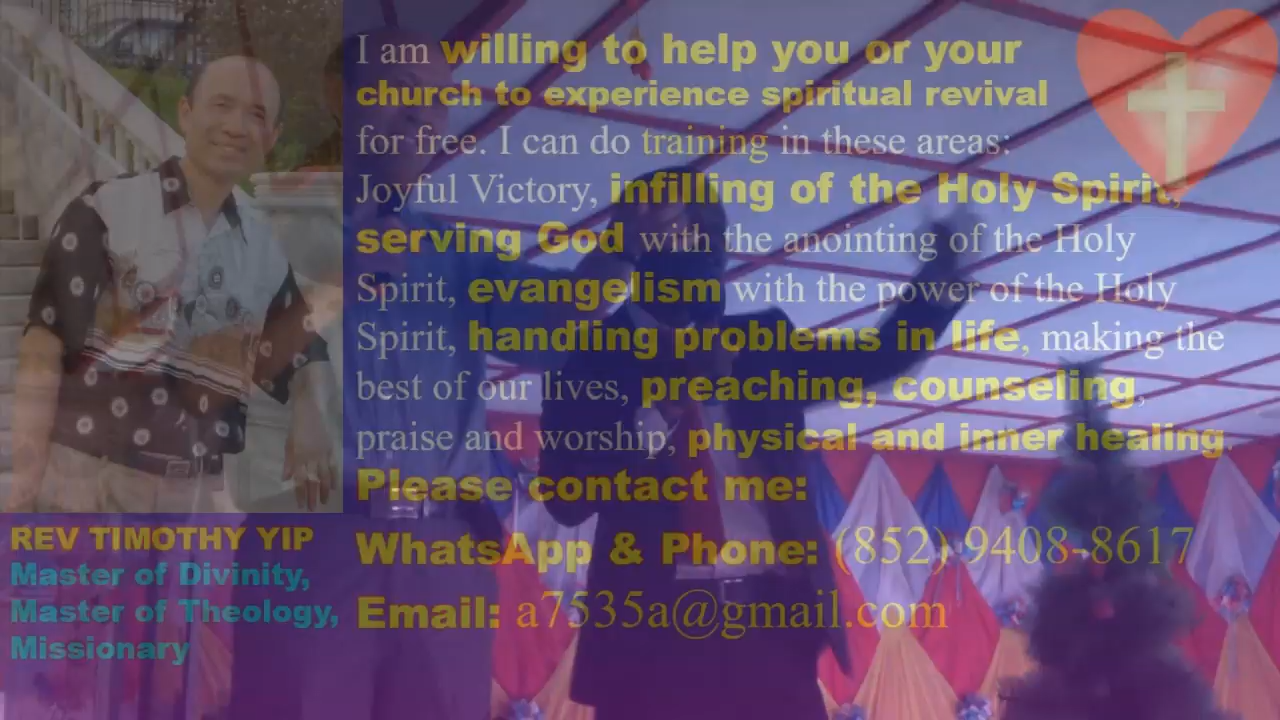 I am willing to help you or your
church to experience spiritual revival
for free. I can do training in these areas:
Joyful Victory, infilling of the Holy Spirit,
serving God with the anointing of the Holy
Spirit, evangelism with the power of the Holy
Spirit, handling problems in life, making the
best of our lives, preaching, counseling,
praise and worship, physical and inner healing
Please contact me:
WhatsApp & Phone: (852) 9408-8617
Email: a7535a@gmail.com
REV TIMOTHY YIP
Master of Divinity,
Master of Theology,
Missionary